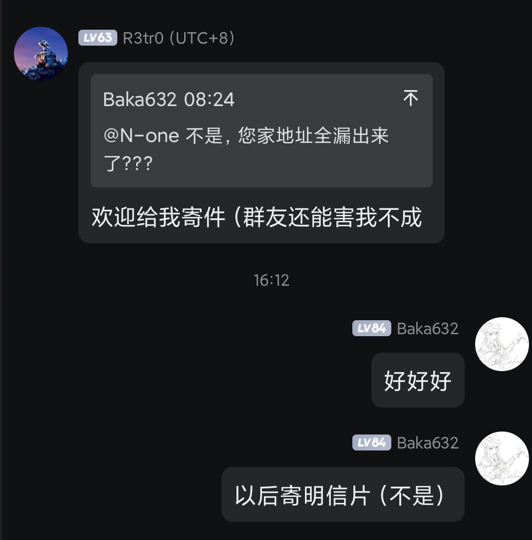 LV63 R3tr0 (UTC+8)
Baka632 08:24
@N-one 不是，您家地址全漏出来
了???
欢迎给我寄件（群友还能害我不成
16:12
LV84 Baka632
好好好
LV84 Baka632
以后寄明信片（不是）